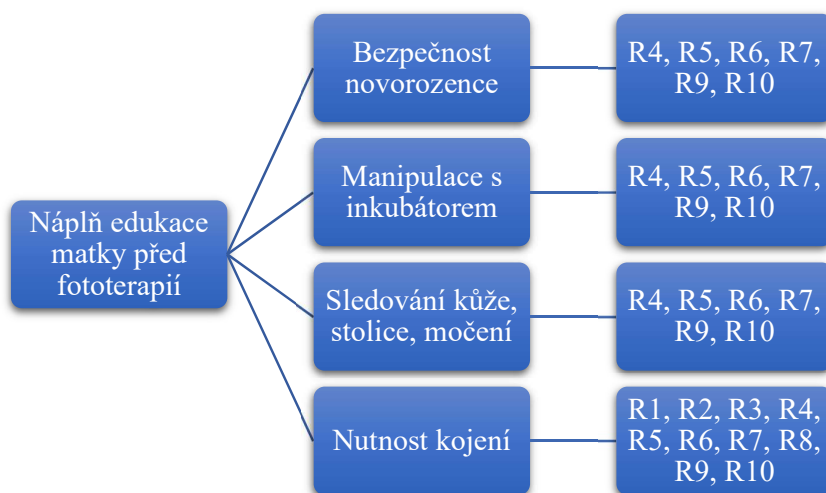 Náplň edukace
matky před
fototerapií
Bezpečnost
novorozence
R4, R5, R6, R7,
R9, R10
Manipulace s
inkubátorem
R4, R5, R6, R7,
R9, R10
Sledování kůže,
stolice, močení
R4, R5, R6, R7,
R9, R10
Nutnost kojení
R1, R2, R3, R4,
R5, R6, R7, R8,
R9, R10